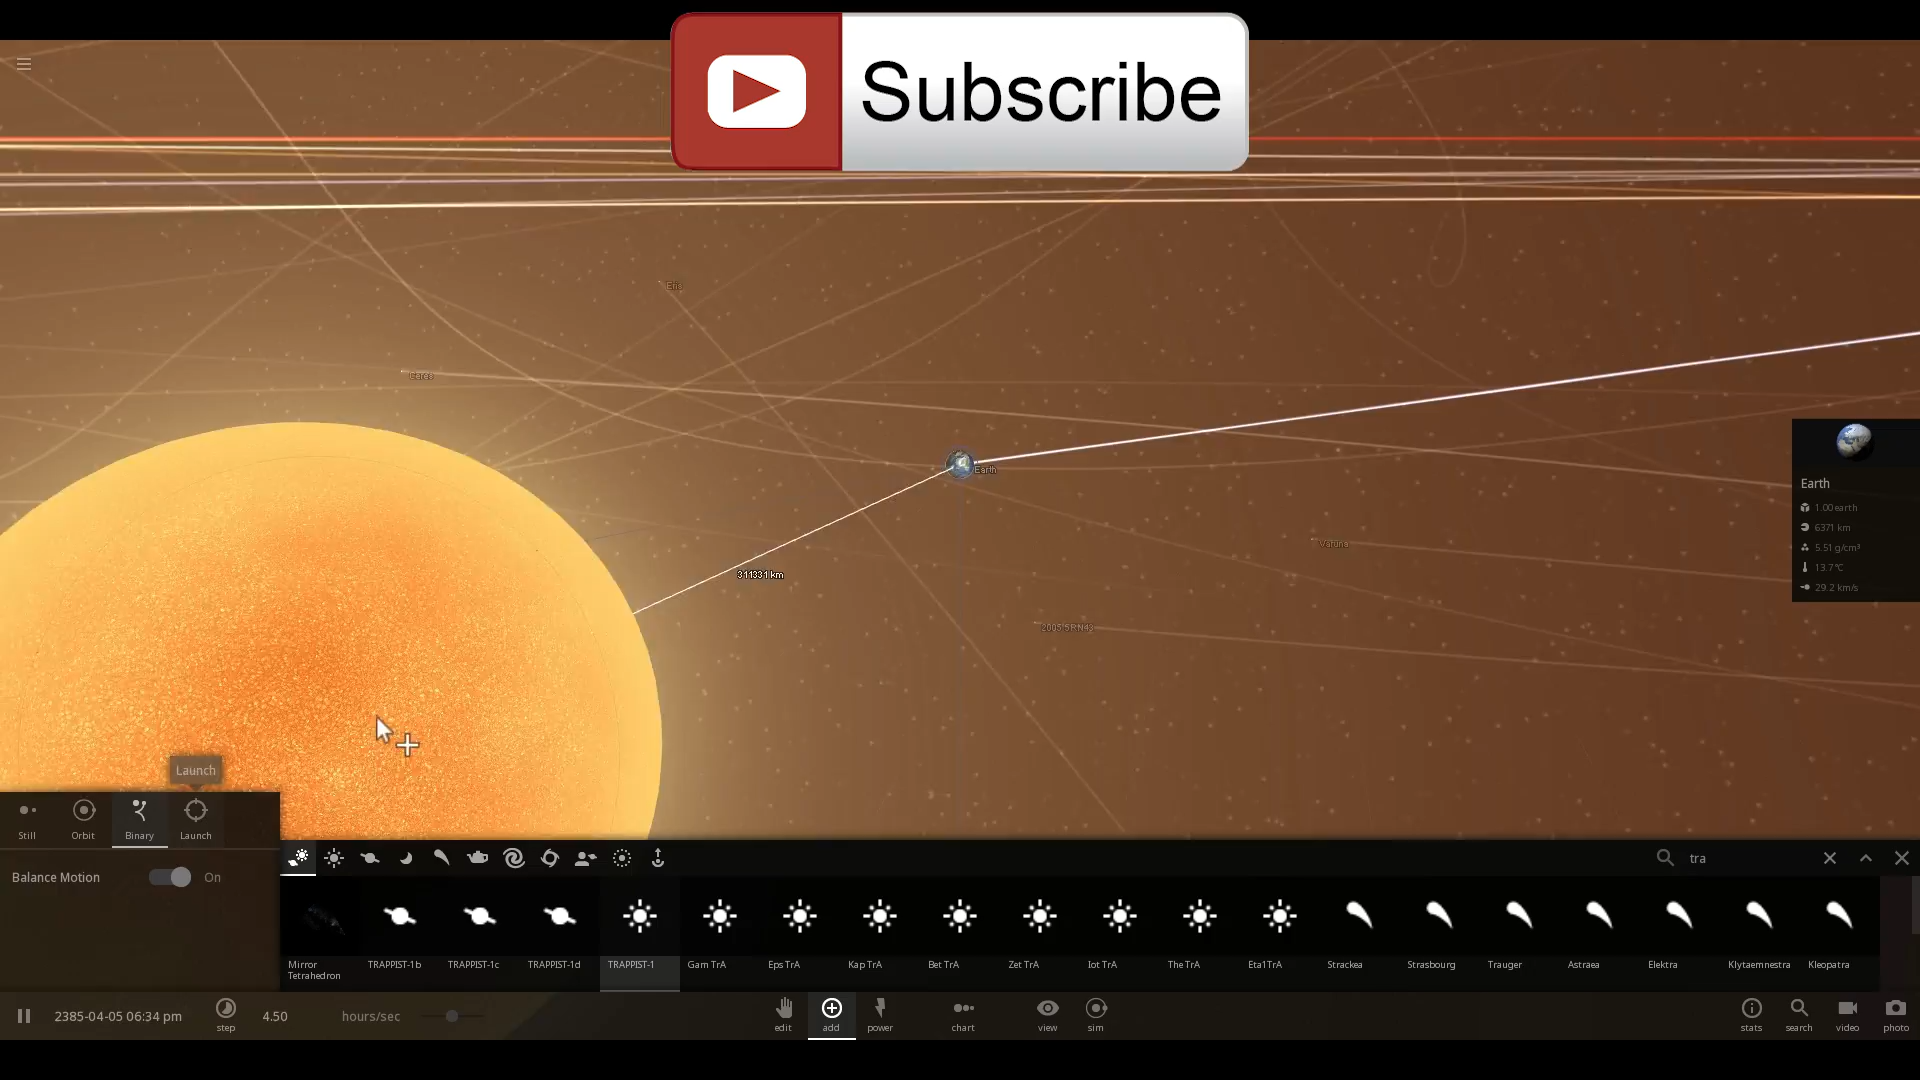 Subscribe
Eris
Ceres
Earth
Earth
1.00 earth
6371 km
5.51 g/cm³
13.7 °C
29.2 km/s
Varuna
311331 km
Launch
Still
Orbit
Binary
Launch
Balance Motion
On
tra
Mirror Tetrahedron
TRAPPIST-1b
TRAPPIST-1c
TRAPPIST-1d
TRAPPIST-1
Gam TrA
Eps TrA
Kap TrA
Bet TrA
Zet TrA
Iot TrA
The TrA
Eta1TrA
Strackea
Strasbourg
Trauger
Astraea
Elektra
Klytaemnestra
Kleopatra
2385-04-05 06:34 pm
step
4.50
hours/sec
edit
add
power
chart
view
sim
stats
search
video
photo